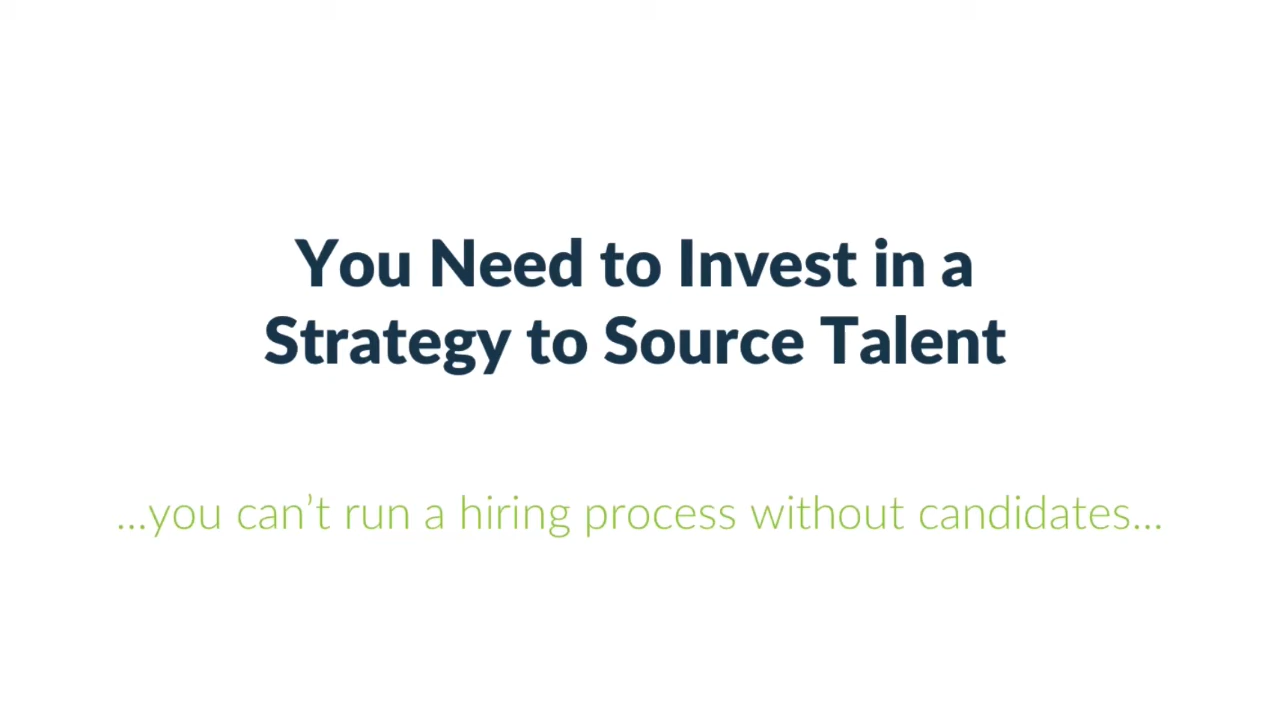 You Need to Invest in a
Strategy to Source Talent
...you can’t run a hiring process without candidates...